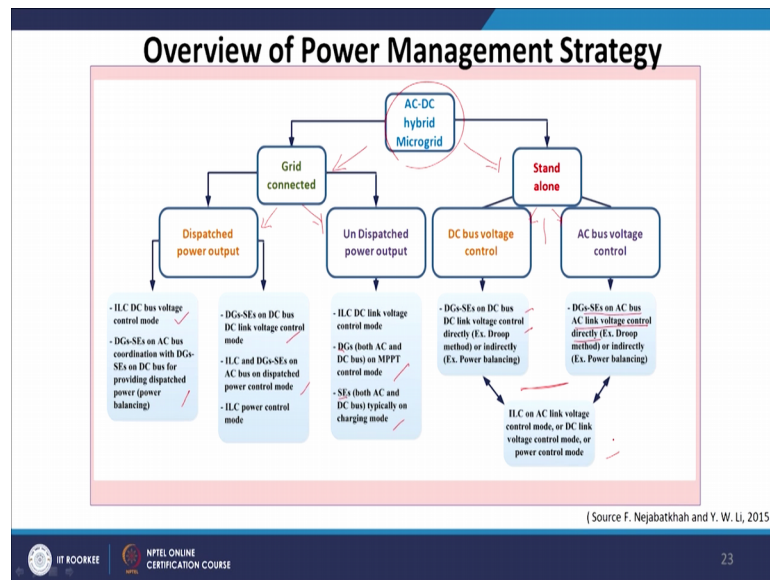 Overview of Power Management Strategy
AC-DC
hybrid
Microgrid
Grid
connected
Stand
alone
Dispatched
power output
Un Dispatched
power output
DC bus voltage
control
AC bus voltage
control
- ILC DC bus voltage
control mode
- DGs-SEs on AC bus
coordination with DGs-
SEs on DC bus for
providing dispatched
power (power
balancing)
- DGs-SEs on DC bus
DC link voltage control
mode
- ILC and DGs-SEs on
AC bus on dispatched
power control mode
- ILC power control
mode
- ILC DC link voltage
control mode
- DGs (both AC and
DC bus) on MPPT
control mode
- SEs (both AC and
DC bus) typically on
charging mode
- DGs-SEs on DC bus
DC link voltage control
directly (Ex. Droop
method) or indirectly
(Ex. Power balancing)
- DGs-SEs on AC bus
AC link voltage control
directly (Ex. Droop
method) or indirectly
(Ex. Power balancing)
ILC on AC link voltage
control mode, or DC link
voltage control mode, or
power control mode
( Source F. Nejabatkhah and Y. W. Li, 2015
IIT ROORKEE
NPTEL ONLINE
CERTIFICATION COURSE
NPTEL
23